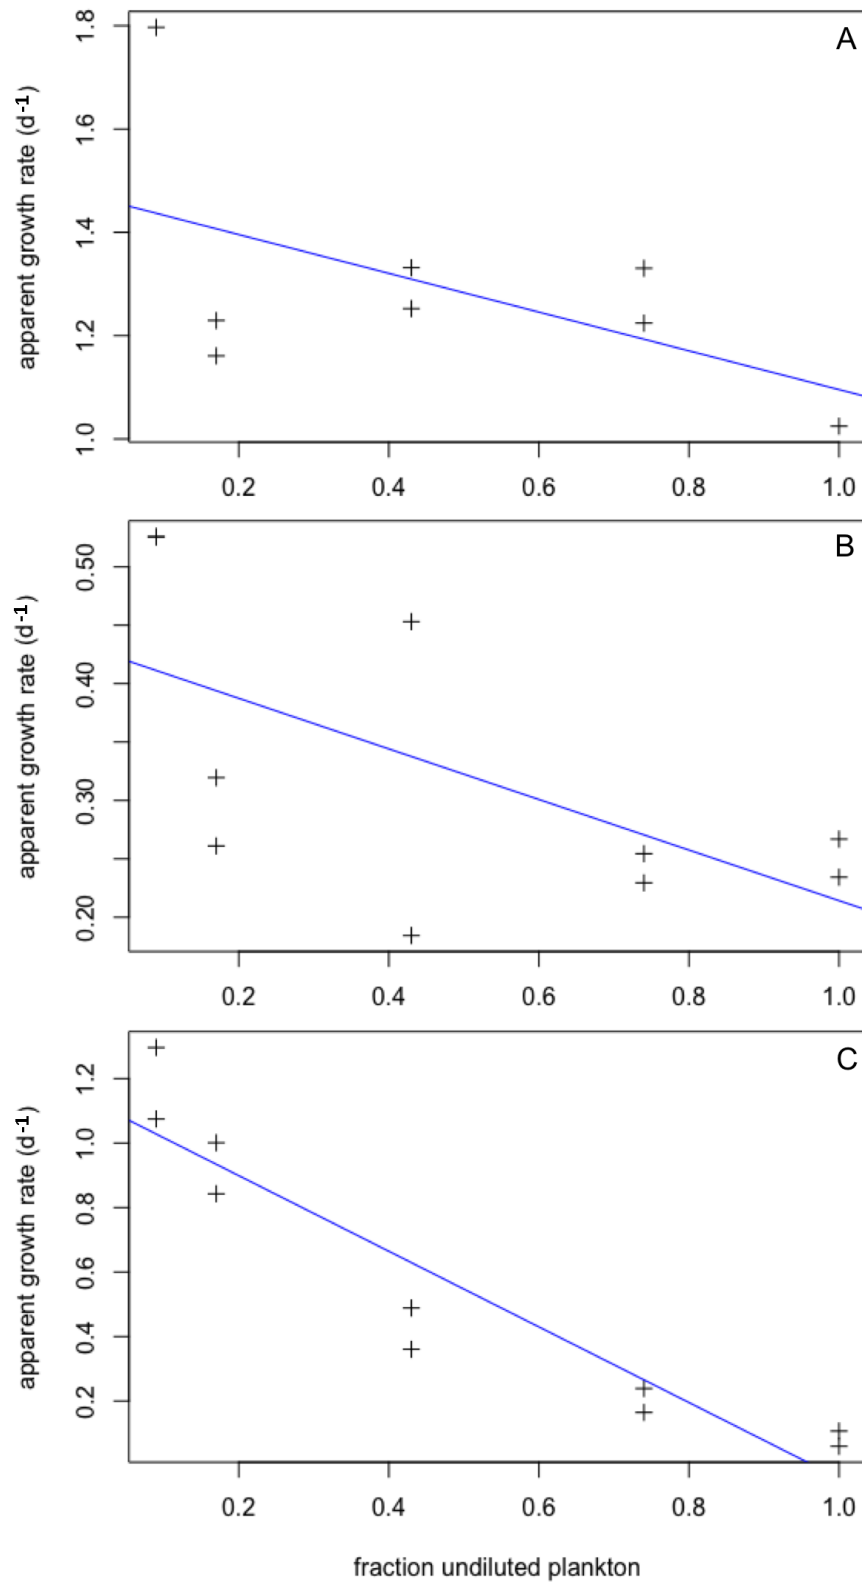 A
apparent growth rate (d-1)
1.8
1.6
1.4
1.2
1.0
0.2 0.4 0.6 0.8 1.0
B
apparent growth rate (d-1)
0.50
0.40
0.30
0.20
0.2 0.4 0.6 0.8 1.0
C
apparent growth rate (d-1)
1.2
1.0
0.8
0.6
0.4
0.2
0.2 0.4 0.6 0.8 1.0
fraction undiluted plankton